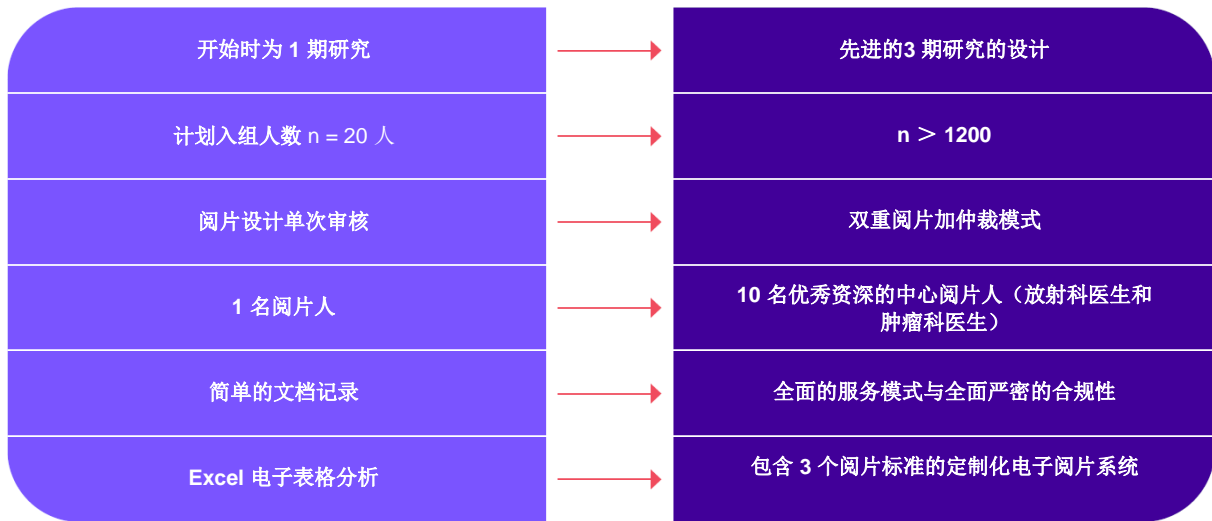 开始时为 1 期研究
先进的3 期研究的设计
计划入组人数 n = 20 人
n ＞ 1200
阅片设计单次审核
双重阅片加仲裁模式
1 名阅片人
10 名优秀资深的中心阅片人（放射科医生和
肿瘤科医生）
简单的文档记录
全面的服务模式与全面严密的合规性
Excel 电子表格分析
包含 3 个阅片标准的定制化电子阅片系统